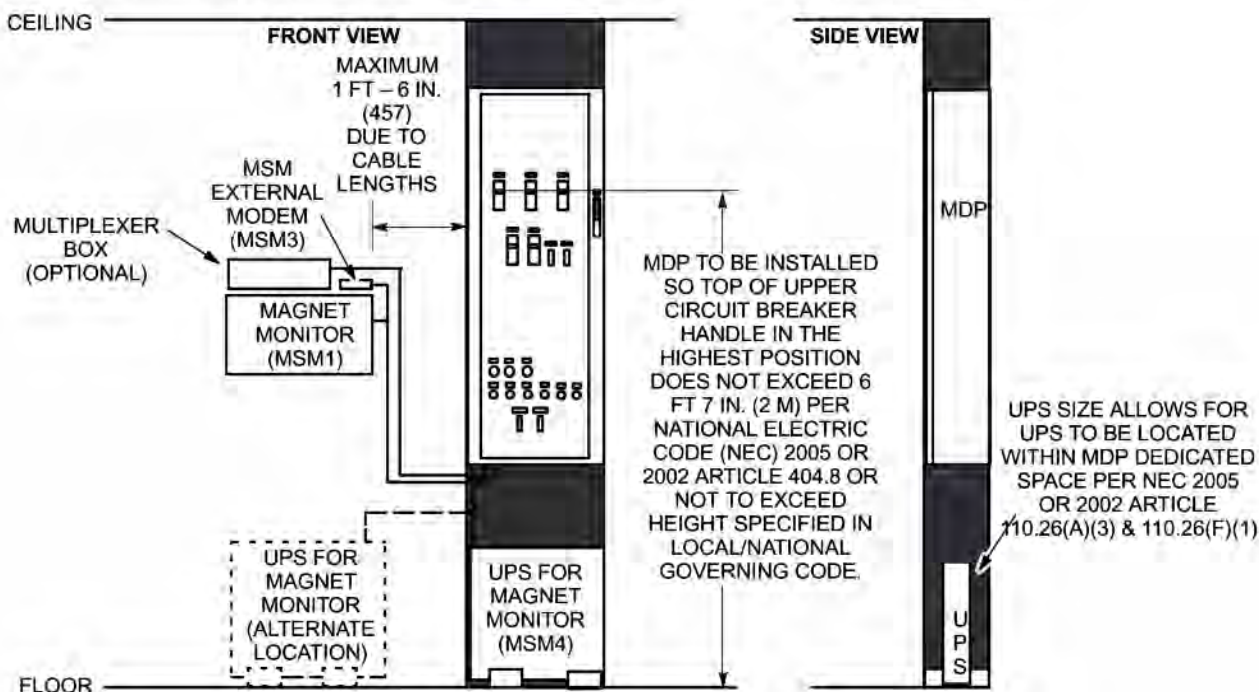 CEILING
FRONT VIEW
SIDE VIEW
MAXIMUM
1 FT – 6 IN.
(457)
DUE TO
CABLE
LENGTHS
MSM
EXTERNAL
MODEM
(MSM3)
MULTIPLEXER
BOX
(OPTIONAL)
MAGNET
MONITOR
(MSM1)
MDP
MDP TO BE INSTALLED
SO TOP OF UPPER
CIRCUIT BREAKER
HANDLE IN THE
HIGHEST POSITION
DOES NOT EXCEED 6
FT 7 IN. (2 M) PER
NATIONAL ELECTRIC
CODE (NEC) 2005 OR
2002 ARTICLE 404.8 OR
NOT TO EXCEED
HEIGHT SPECIFIED IN
LOCAL/NATIONAL
GOVERNING CODE.
UPS SIZE ALLOWS FOR
UPS TO BE LOCATED
WITHIN MDP DEDICATED
SPACE PER NEC 2005
OR 2002 ARTICLE
110.26(A)(3) & 110.26(F)(1)
UPS FOR
MAGNET
MONITOR
(ALTERNATE
LOCATION)
UPS FOR
MAGNET
MONITOR
(MSM4)
U
P
S
FLOOR